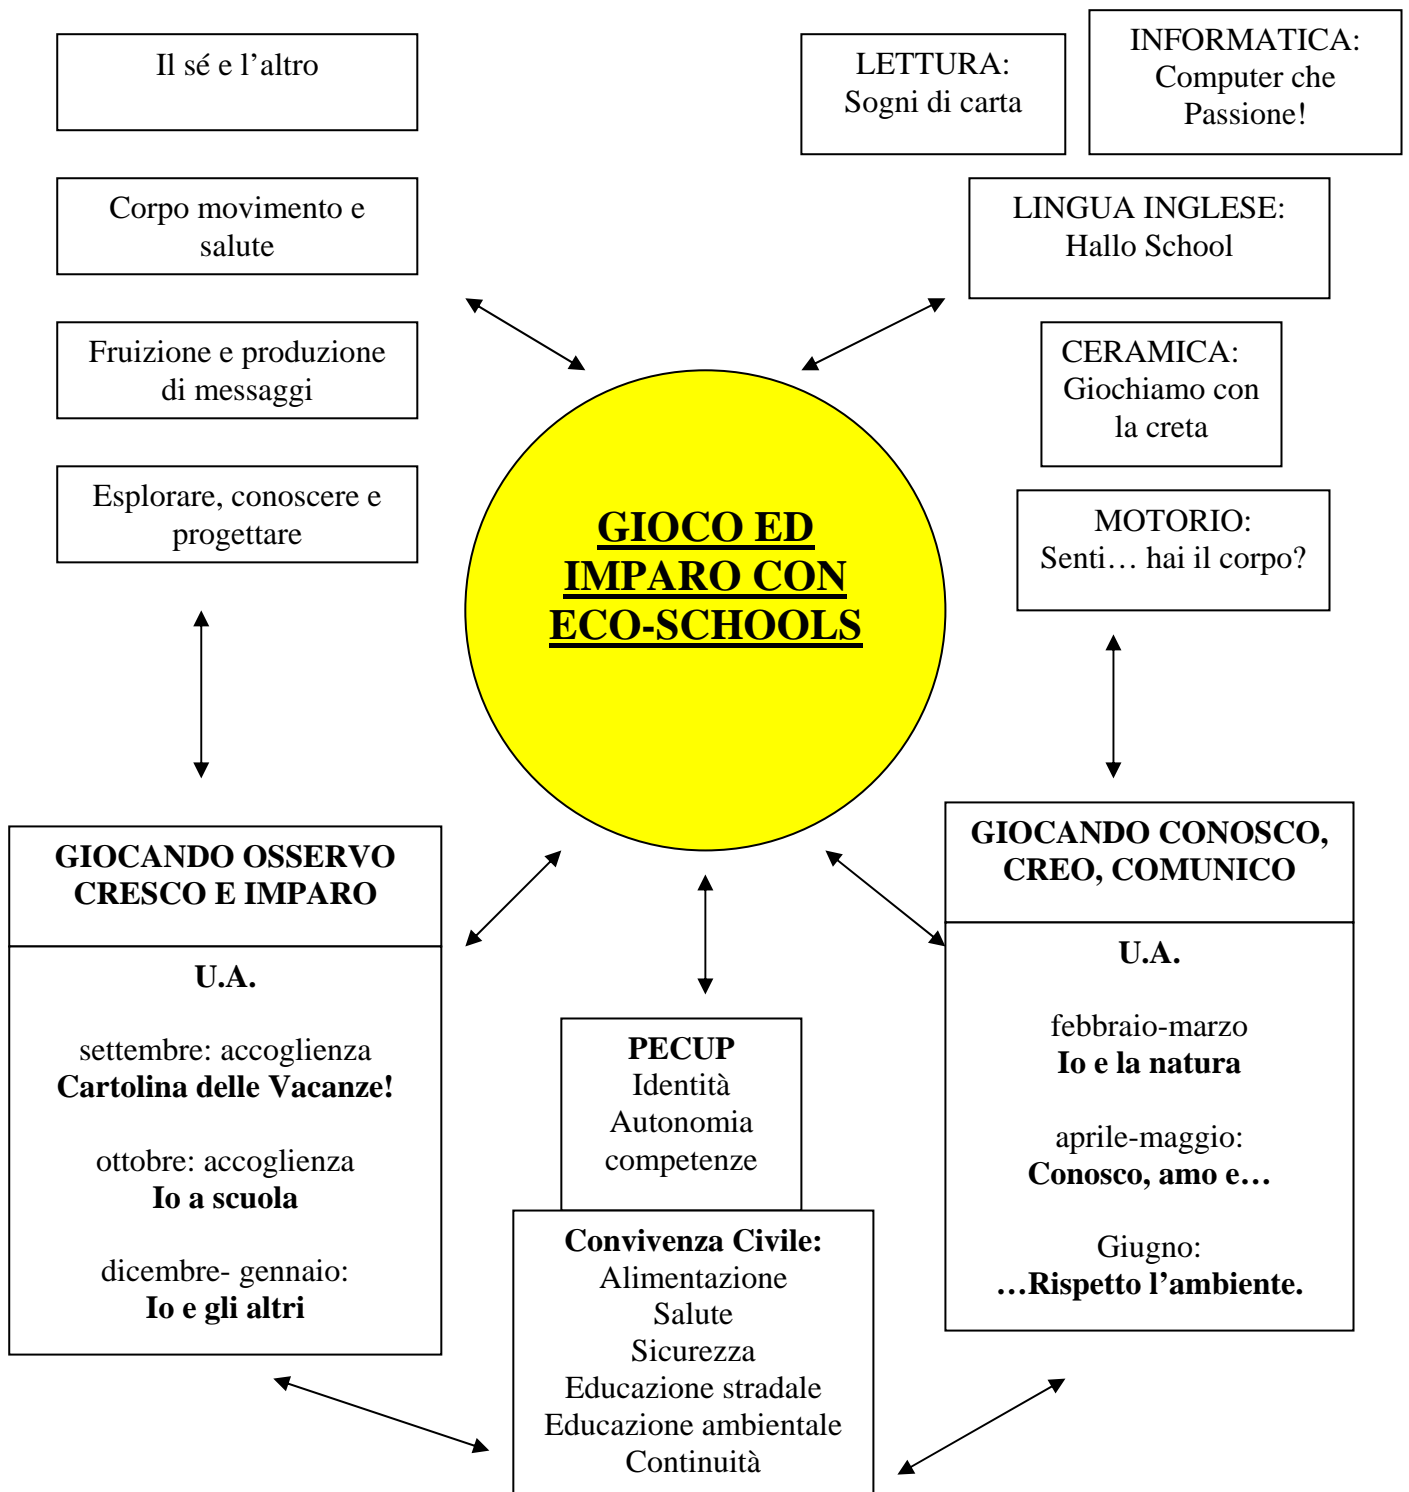 Il sé e l’altro
LETTURA:
Sogni di carta
INFORMATICA:
Computer che
Passione!
Corpo movimento e
salute
LINGUA INGLESE:
Hallo School
Fruizione e produzione
di messaggi
CERAMICA:
Giochiamo con
la creta
Esplorare, conoscere e
progettare
MOTORIO:
Senti… hai il corpo?
GIOCO ED
IMPARO CON
ECO-SCHOOLS
GIOCANDO OSSERVO
CRESCO E IMPARO
U.A.
settembre: accoglienza
Cartolina delle Vacanze!
ottobre: accoglienza
Io a scuola
dicembre- gennaio:
Io e gli altri
PECUP
Identità
Autonomia
competenze
Convivenza Civile:
Alimentazione
Salute
Sicurezza
Educazione stradale
Educazione ambientale
Continuità
GIOCANDO CONOSCO,
CREO, COMUNICO
U.A.
febbraio-marzo
Io e la natura
aprile-maggio:
Conosco, amo e…
Giugno:
…Rispetto l’ambiente.